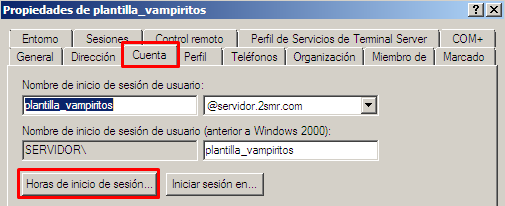 Propiedades de plantilla_vampiritos
Entorno Sesiones Control remoto Perfil de Servicios de Terminal Server COM+
General Dirección Cuenta Perfil Teléfonos Organización Miembro de Marcado
Nombre de inicio de sesión de usuario:
plantilla_vampiritos @servidor.2smr.com
Nombre de inicio de sesión de usuario (anterior a Windows 2000):
SERVIDOR\ plantilla_vampiritos
Horas de inicio de sesión... Iniciar sesión en...